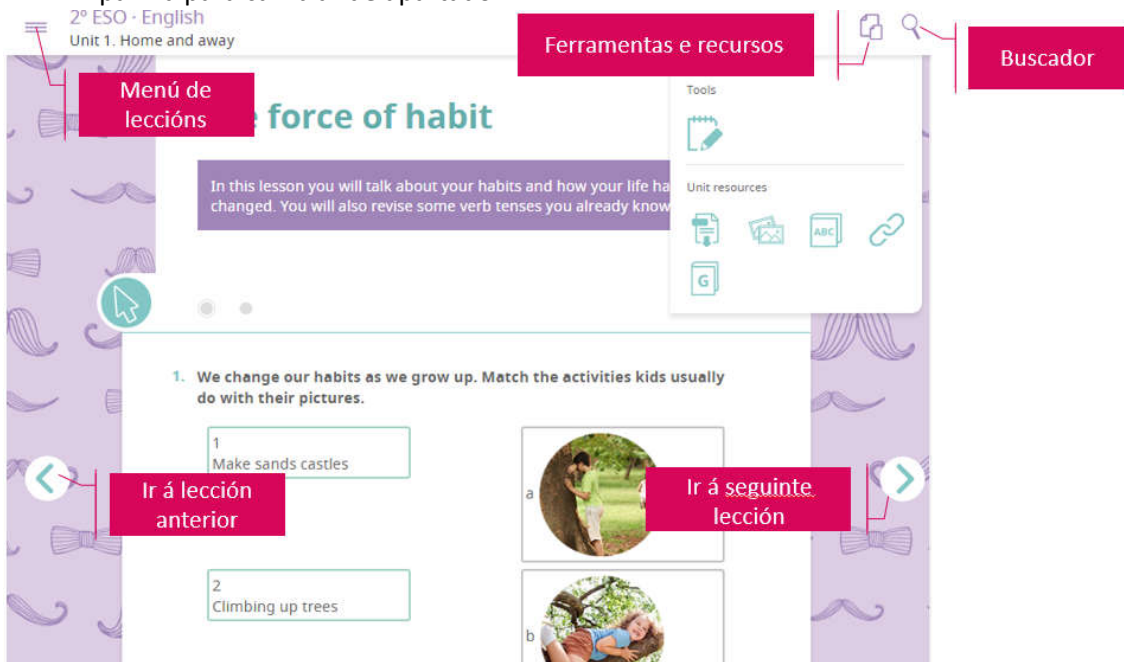 2º ESO · English
Unit 1. Home and away
Ferramentas e recursos
Buscador
Menú de
leccións
force of habit
Tools
In this lesson you will talk about your habits and how your life ha
changed. You will also revise some verb tenses you already know
Unit resources
ABC
G
1. We change our habits as we grow up. Match the activities kids usually
do with their pictures.
1
Make sands castles
a
Ir á lección
anterior
Ir á seguinte
lección
2
Climbing up trees
b